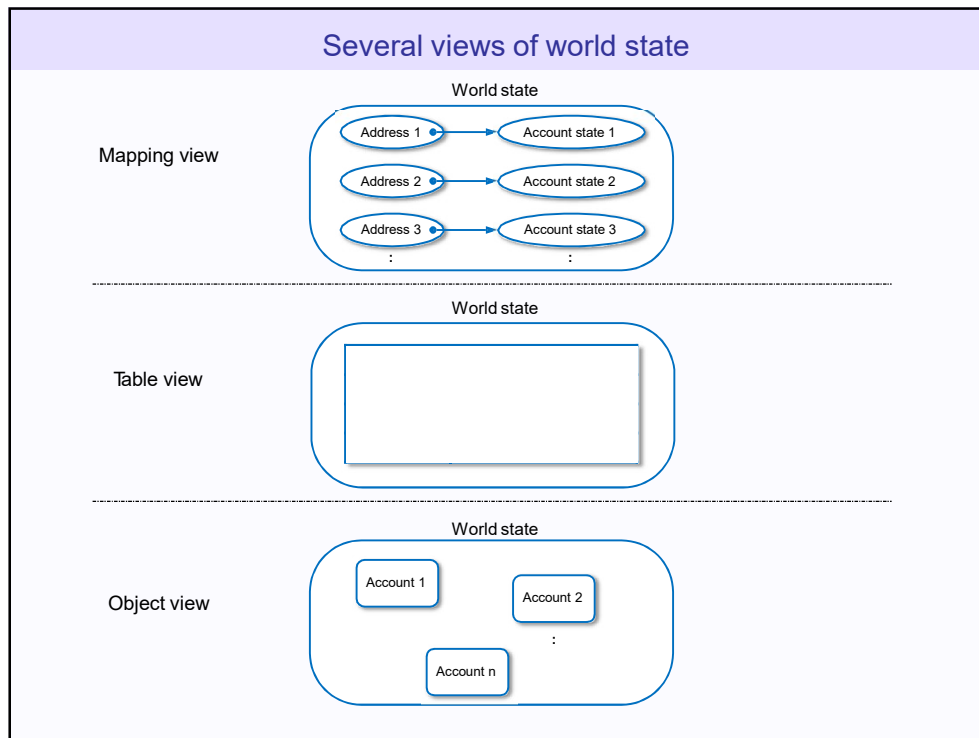 Several views of world state
World state
Mapping view
Address 1
Account state 1
Address 2
Account state 2
Address 3
Account state 3
:
:
World state
Table view
World state
Object view
Account 1
Account 2
:
Account n